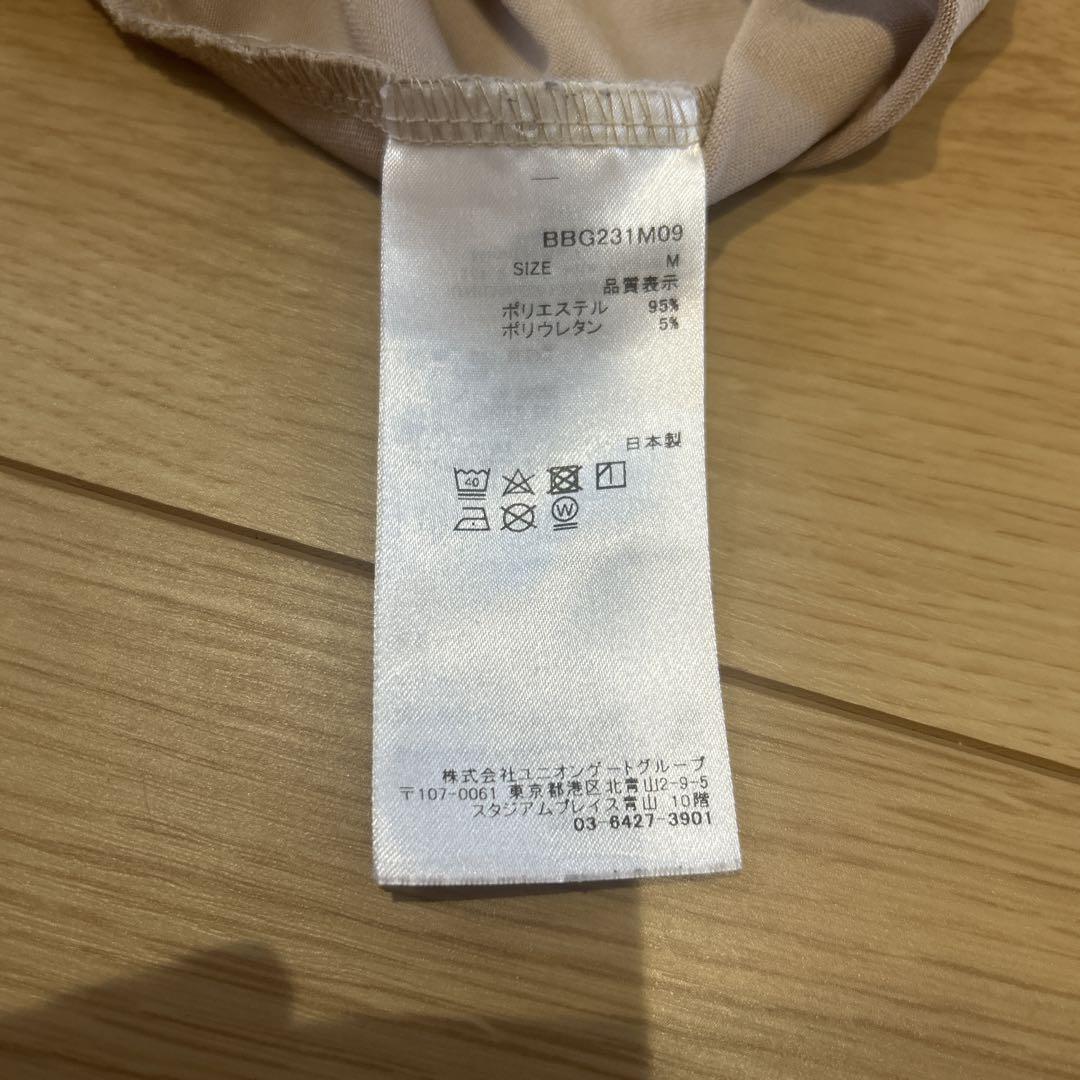 BBG231M09
SIZE M
品質表示
ポリエステル 95%
ポリウレタン 5%
日本製
40
W
株式会社ユニオンゲートグループ
〒107-0061 東京都港区北青山2-9-5
スタジアムプレイス青山 10階
03-6427-3901